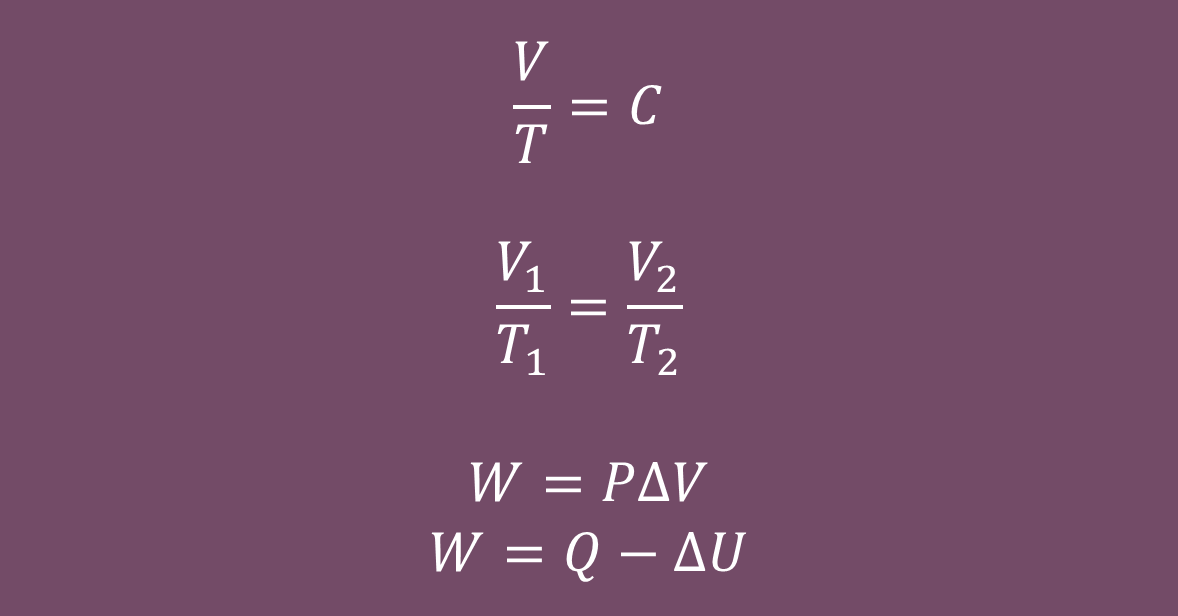 V/T = C
V₁/T₁ = V₂/T₂
W = PΔV
W = Q − ΔU